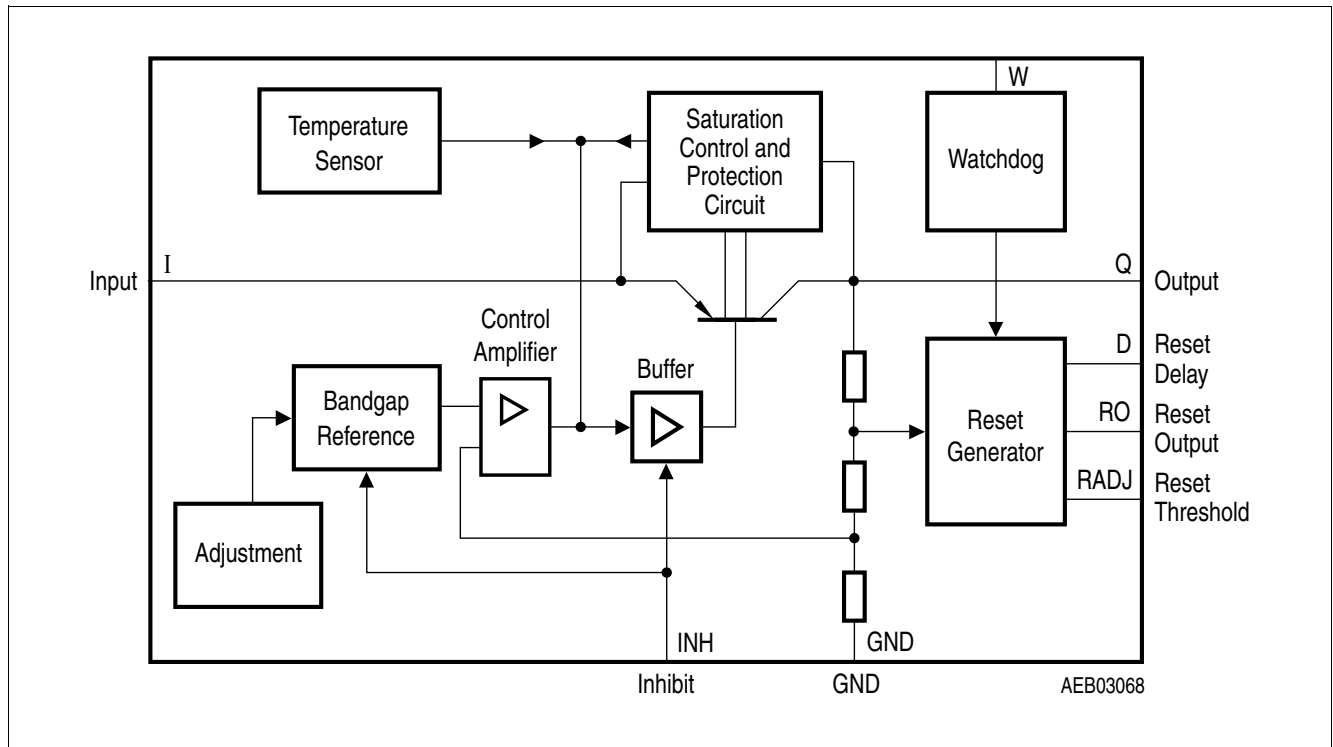 W
Temperature
Sensor
Saturation
Control and
Protection
Circuit
Watchdog
Input
I
Q
Output
Control
Amplifier
Buffer
D
Reset
Delay
Bandgap
Reference
Reset
Generator
RO
Reset
Output
RADJ
Reset
Threshold
Adjustment
INH
GND
Inhibit
GND
AEB03068